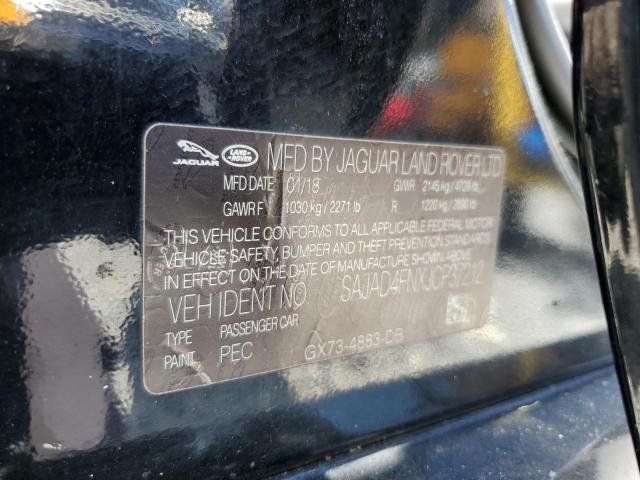 JAGUAR LAND ROVER MFD BY JAGUAR LAND ROVER LTD
MFD DATE 01/18 GVWR 2145 kg / 4728 lb
GAWR F 1030 kg / 2271 lb R 1220 kg / 2690 lb
THIS VEHICLE CONFORMS TO ALL APPLICABLE FEDERAL MOTOR
VEHICLE SAFETY, BUMPER AND THEFT PREVENTION STANDARDS
IN EFFECT ON THE DATE OF MANUFACTURE SHOWN ABOVE
VEH IDENT NO. SAJAD4FNXJCP37212
TYPE PASSENGER CAR
PAINT. PEC GX73-4883-DB